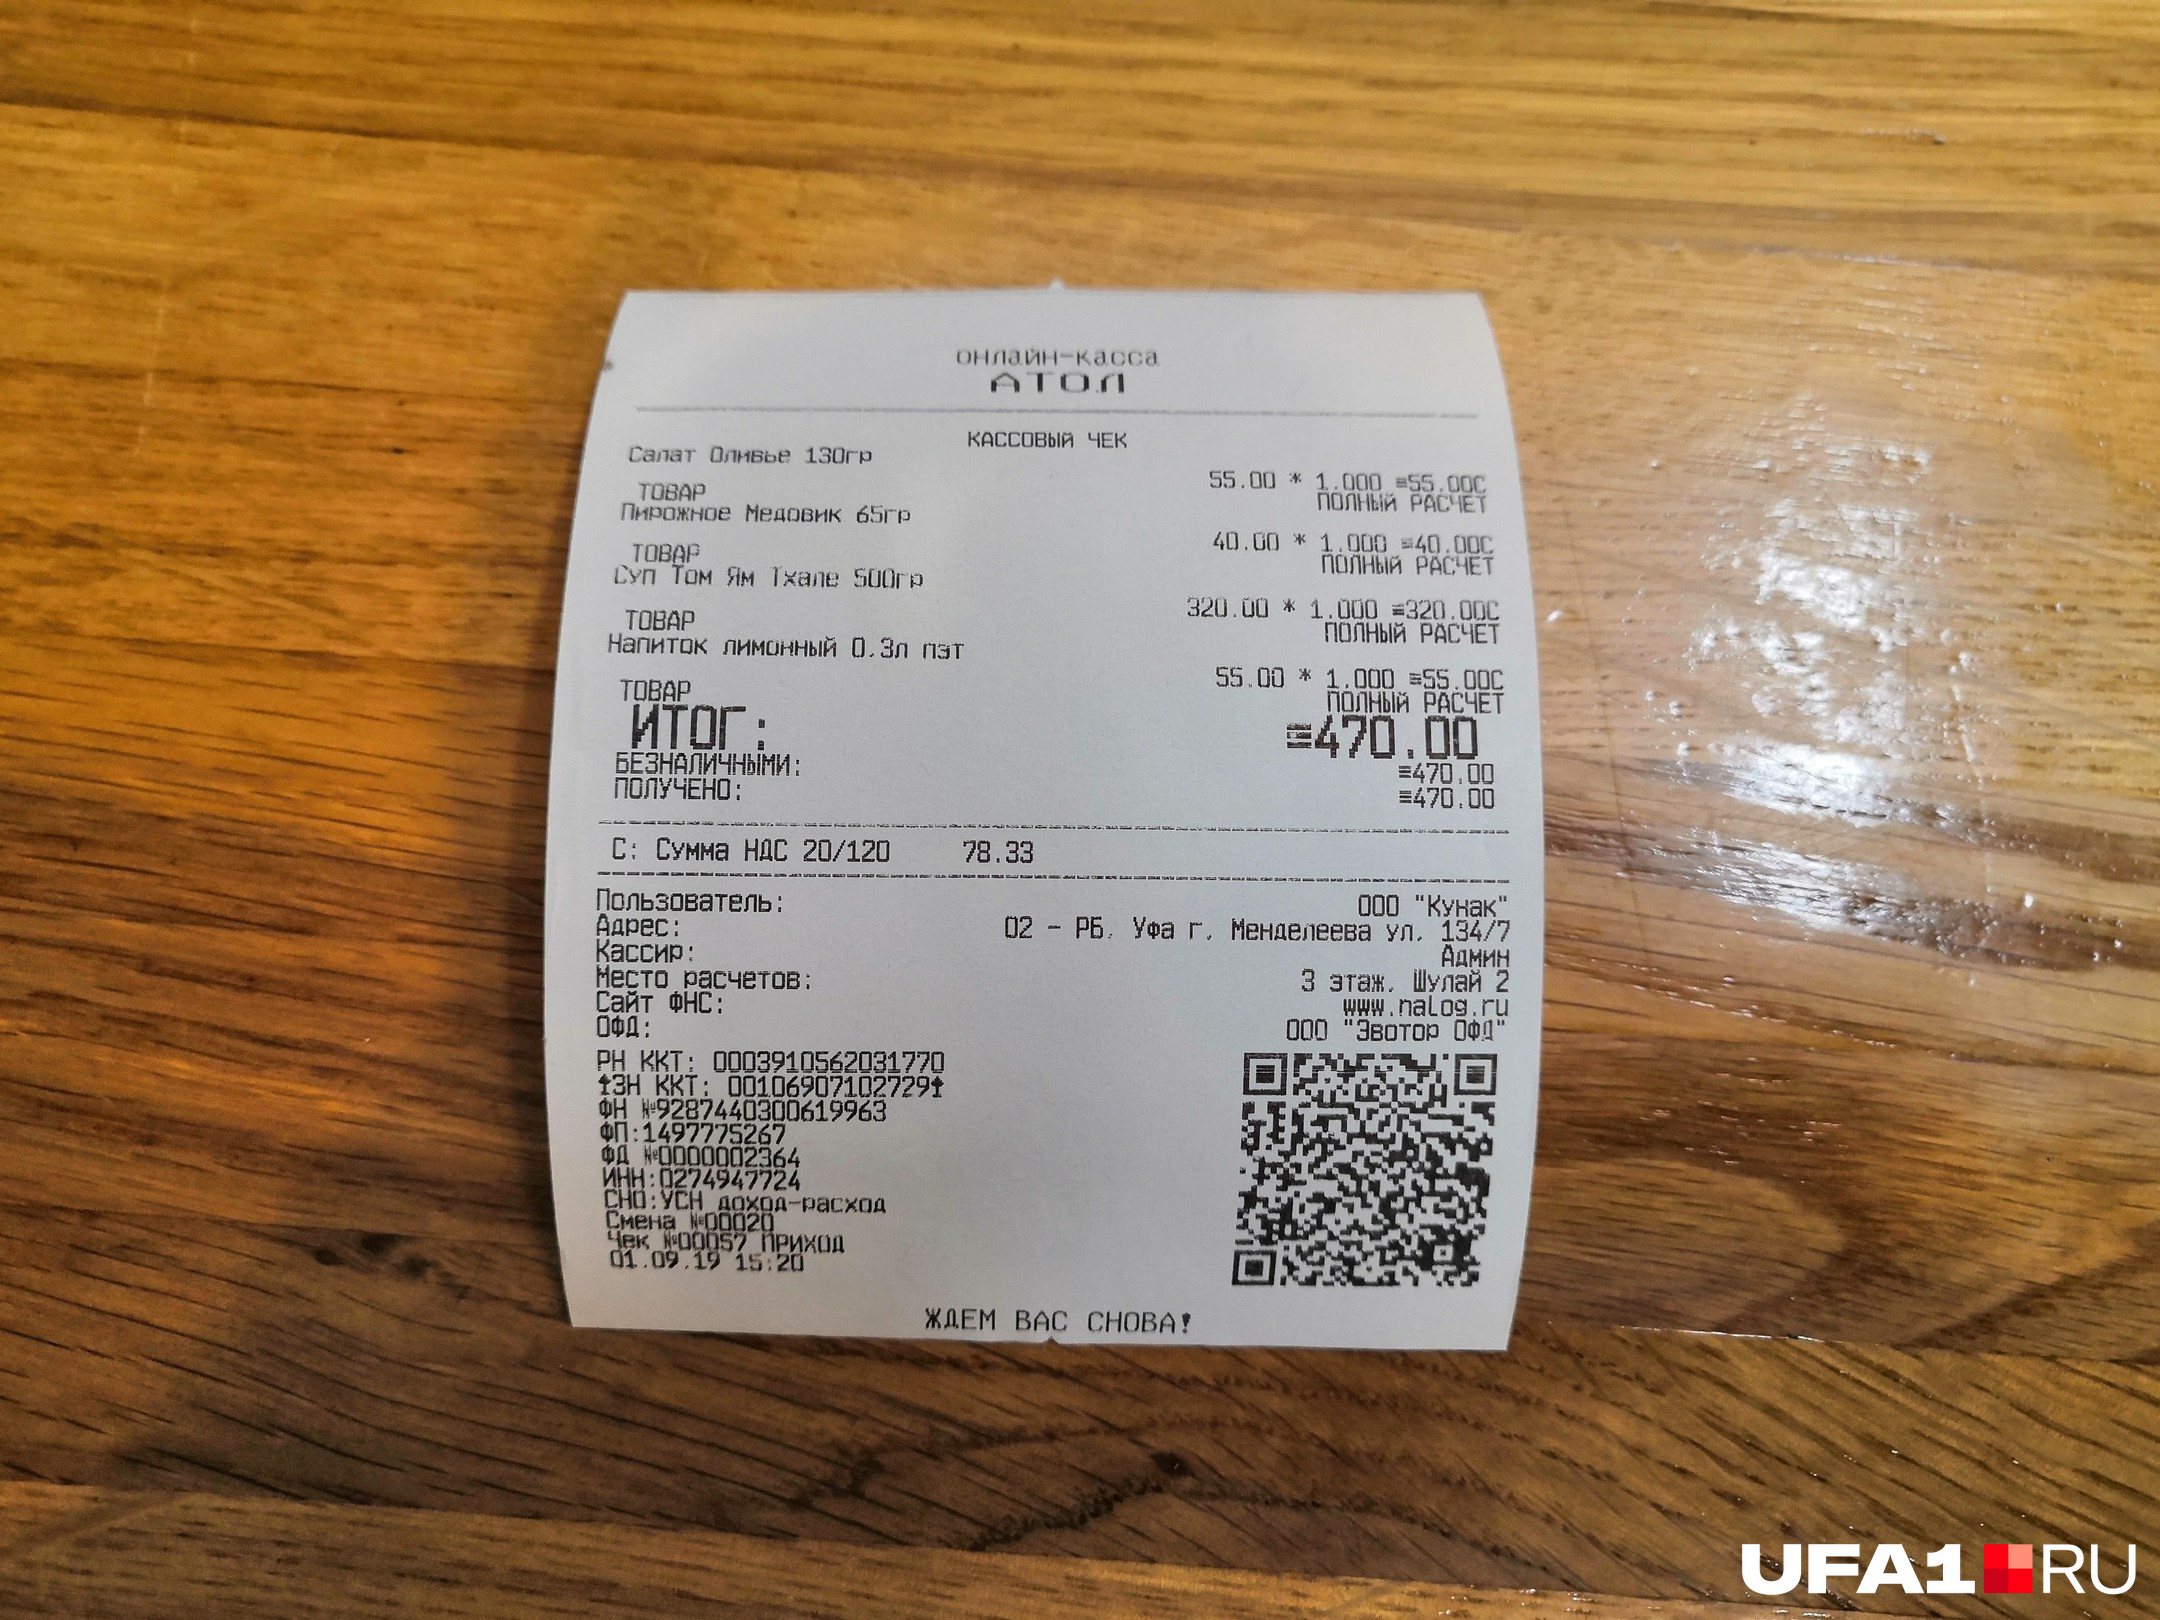 онлайн-касса
АТОЛ
КАССОВЫЙ ЧЕК
Салат Оливье 130гр
55.00 * 1.000 ≡55.00С
ТОВАР ПОЛНЫЙ РАСЧЕТ
Пирожное Медовик 65гр
40.00 * 1.000 ≡40.00С
ТОВАР ПОЛНЫЙ РАСЧЕТ
Суп Том Ям Тхале 500гр
320.00 * 1.000 ≡320.00С
ТОВАР ПОЛНЫЙ РАСЧЕТ
Напиток лимонный 0.3л пэт
55.00 * 1.000 ≡55.00С
ТОВАР ПОЛНЫЙ РАСЧЕТ
ИТОГ: ≡470.00
БЕЗНАЛИЧНЫМИ: ≡470.00
ПОЛУЧЕНО: ≡470.00
С: Сумма НДС 20/120 78.33
Пользователь: ООО "Кунак"
Адрес: 02 - РБ, Уфа г, Менделеева ул, 134/7
Кассир: Админ
Место расчетов: 3 этаж, Шулай 2
Сайт ФНС: www.nalog.ru
ОФД: ООО "Эвотор ОФД"
РН ККТ: 0003910562031770
ЗН ККТ: 00106907102729
ФН №9287440300619963
ФП:1497775267
ФД №0000002364
ИНН:0274947724
СНО:УСН доход-расход
Смена №00020
Чек №00057 ПРИХОД
01.09.19 15:20
ЖДЕМ ВАС СНОВА!
UFA1 RU